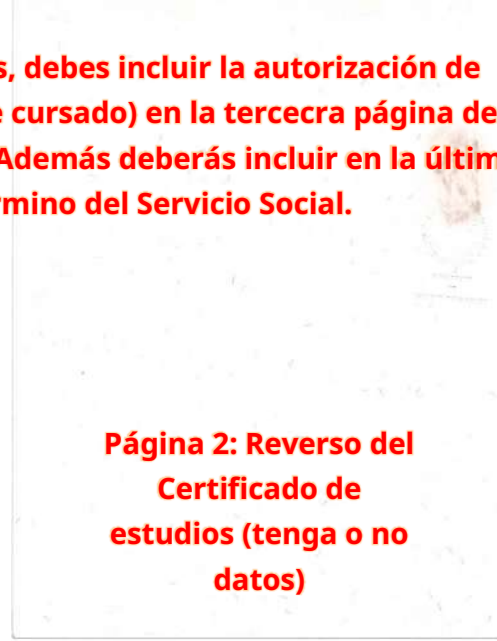 s, debes incluir la autorización de
e cursado) en la tercecra página de
Además deberás incluir en la últim
rmino del Servicio Social.
Página 2: Reverso del
Certificado de
estudios (tenga o no
datos)